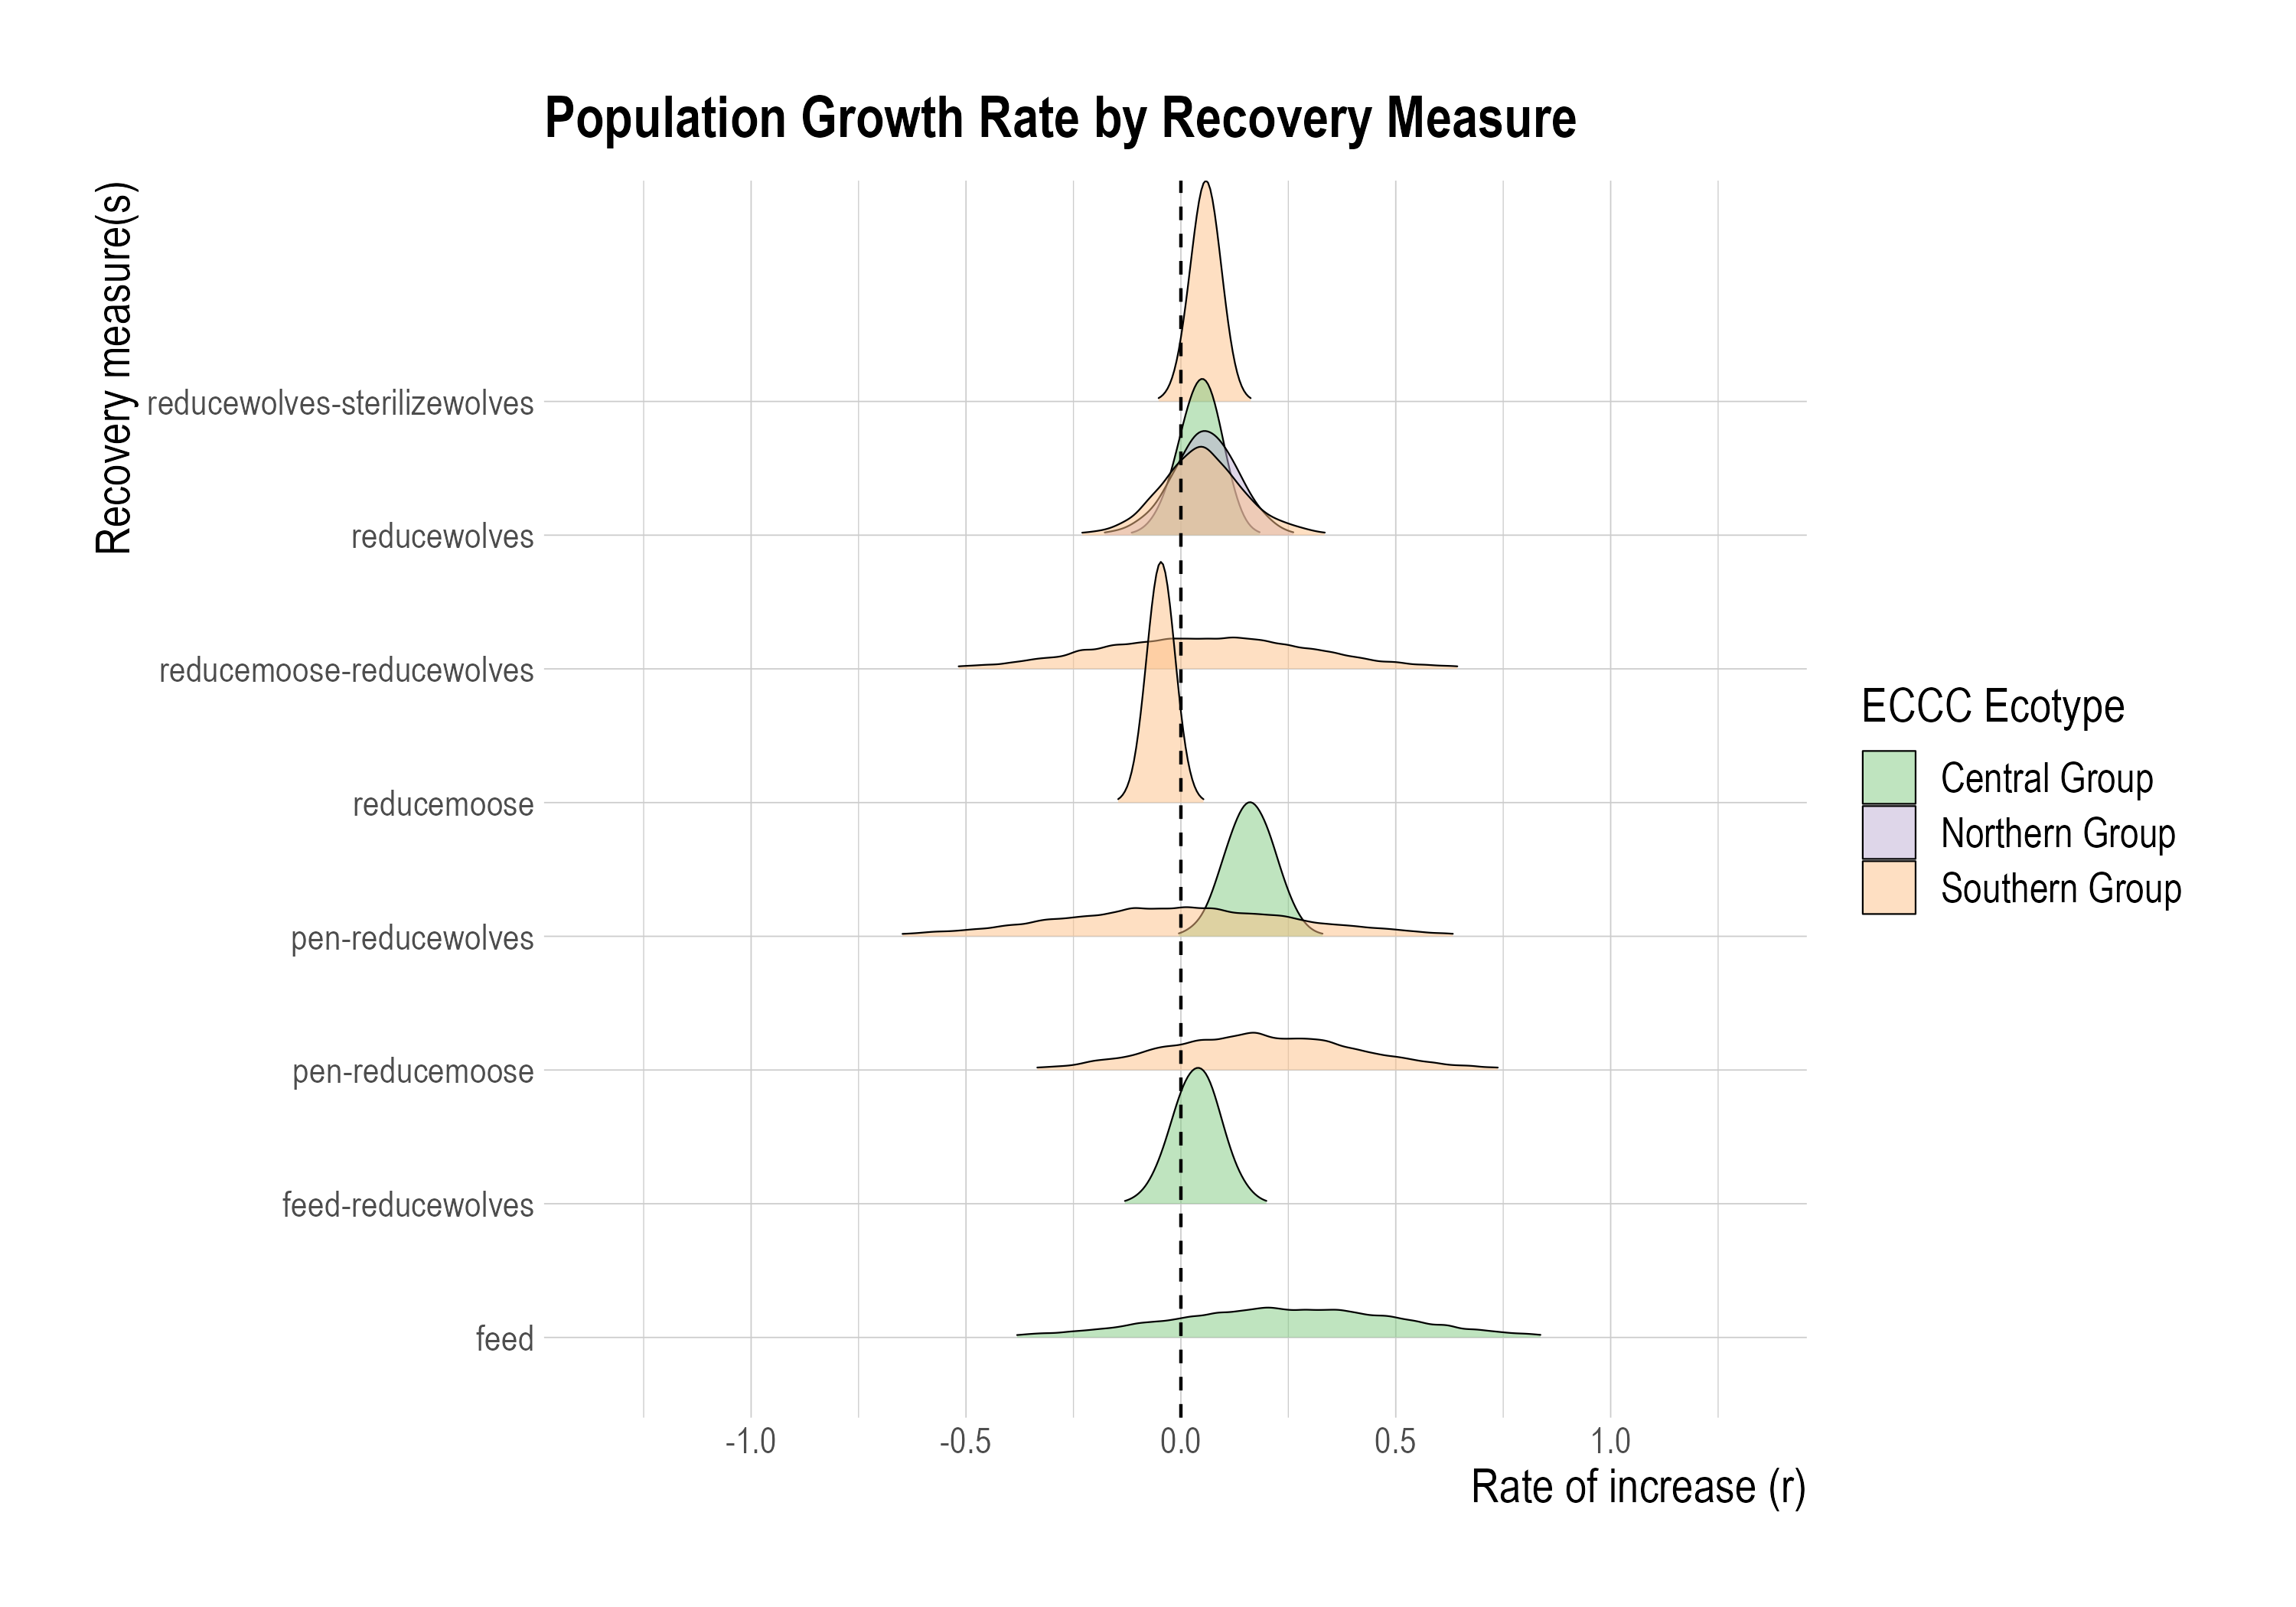 Population Growth Rate by Recovery Measure
Recovery measure(s)
reducewolves-sterilizewolves
reducewolves
reducemoose-reducewolves
reducemoose
pen-reducewolves
pen-reducemoose
feed-reducewolves
feed
-1.0
-0.5
0.0
0.5
1.0
Rate of increase (r)
ECCC Ecotype
Central Group
Northern Group
Southern Group